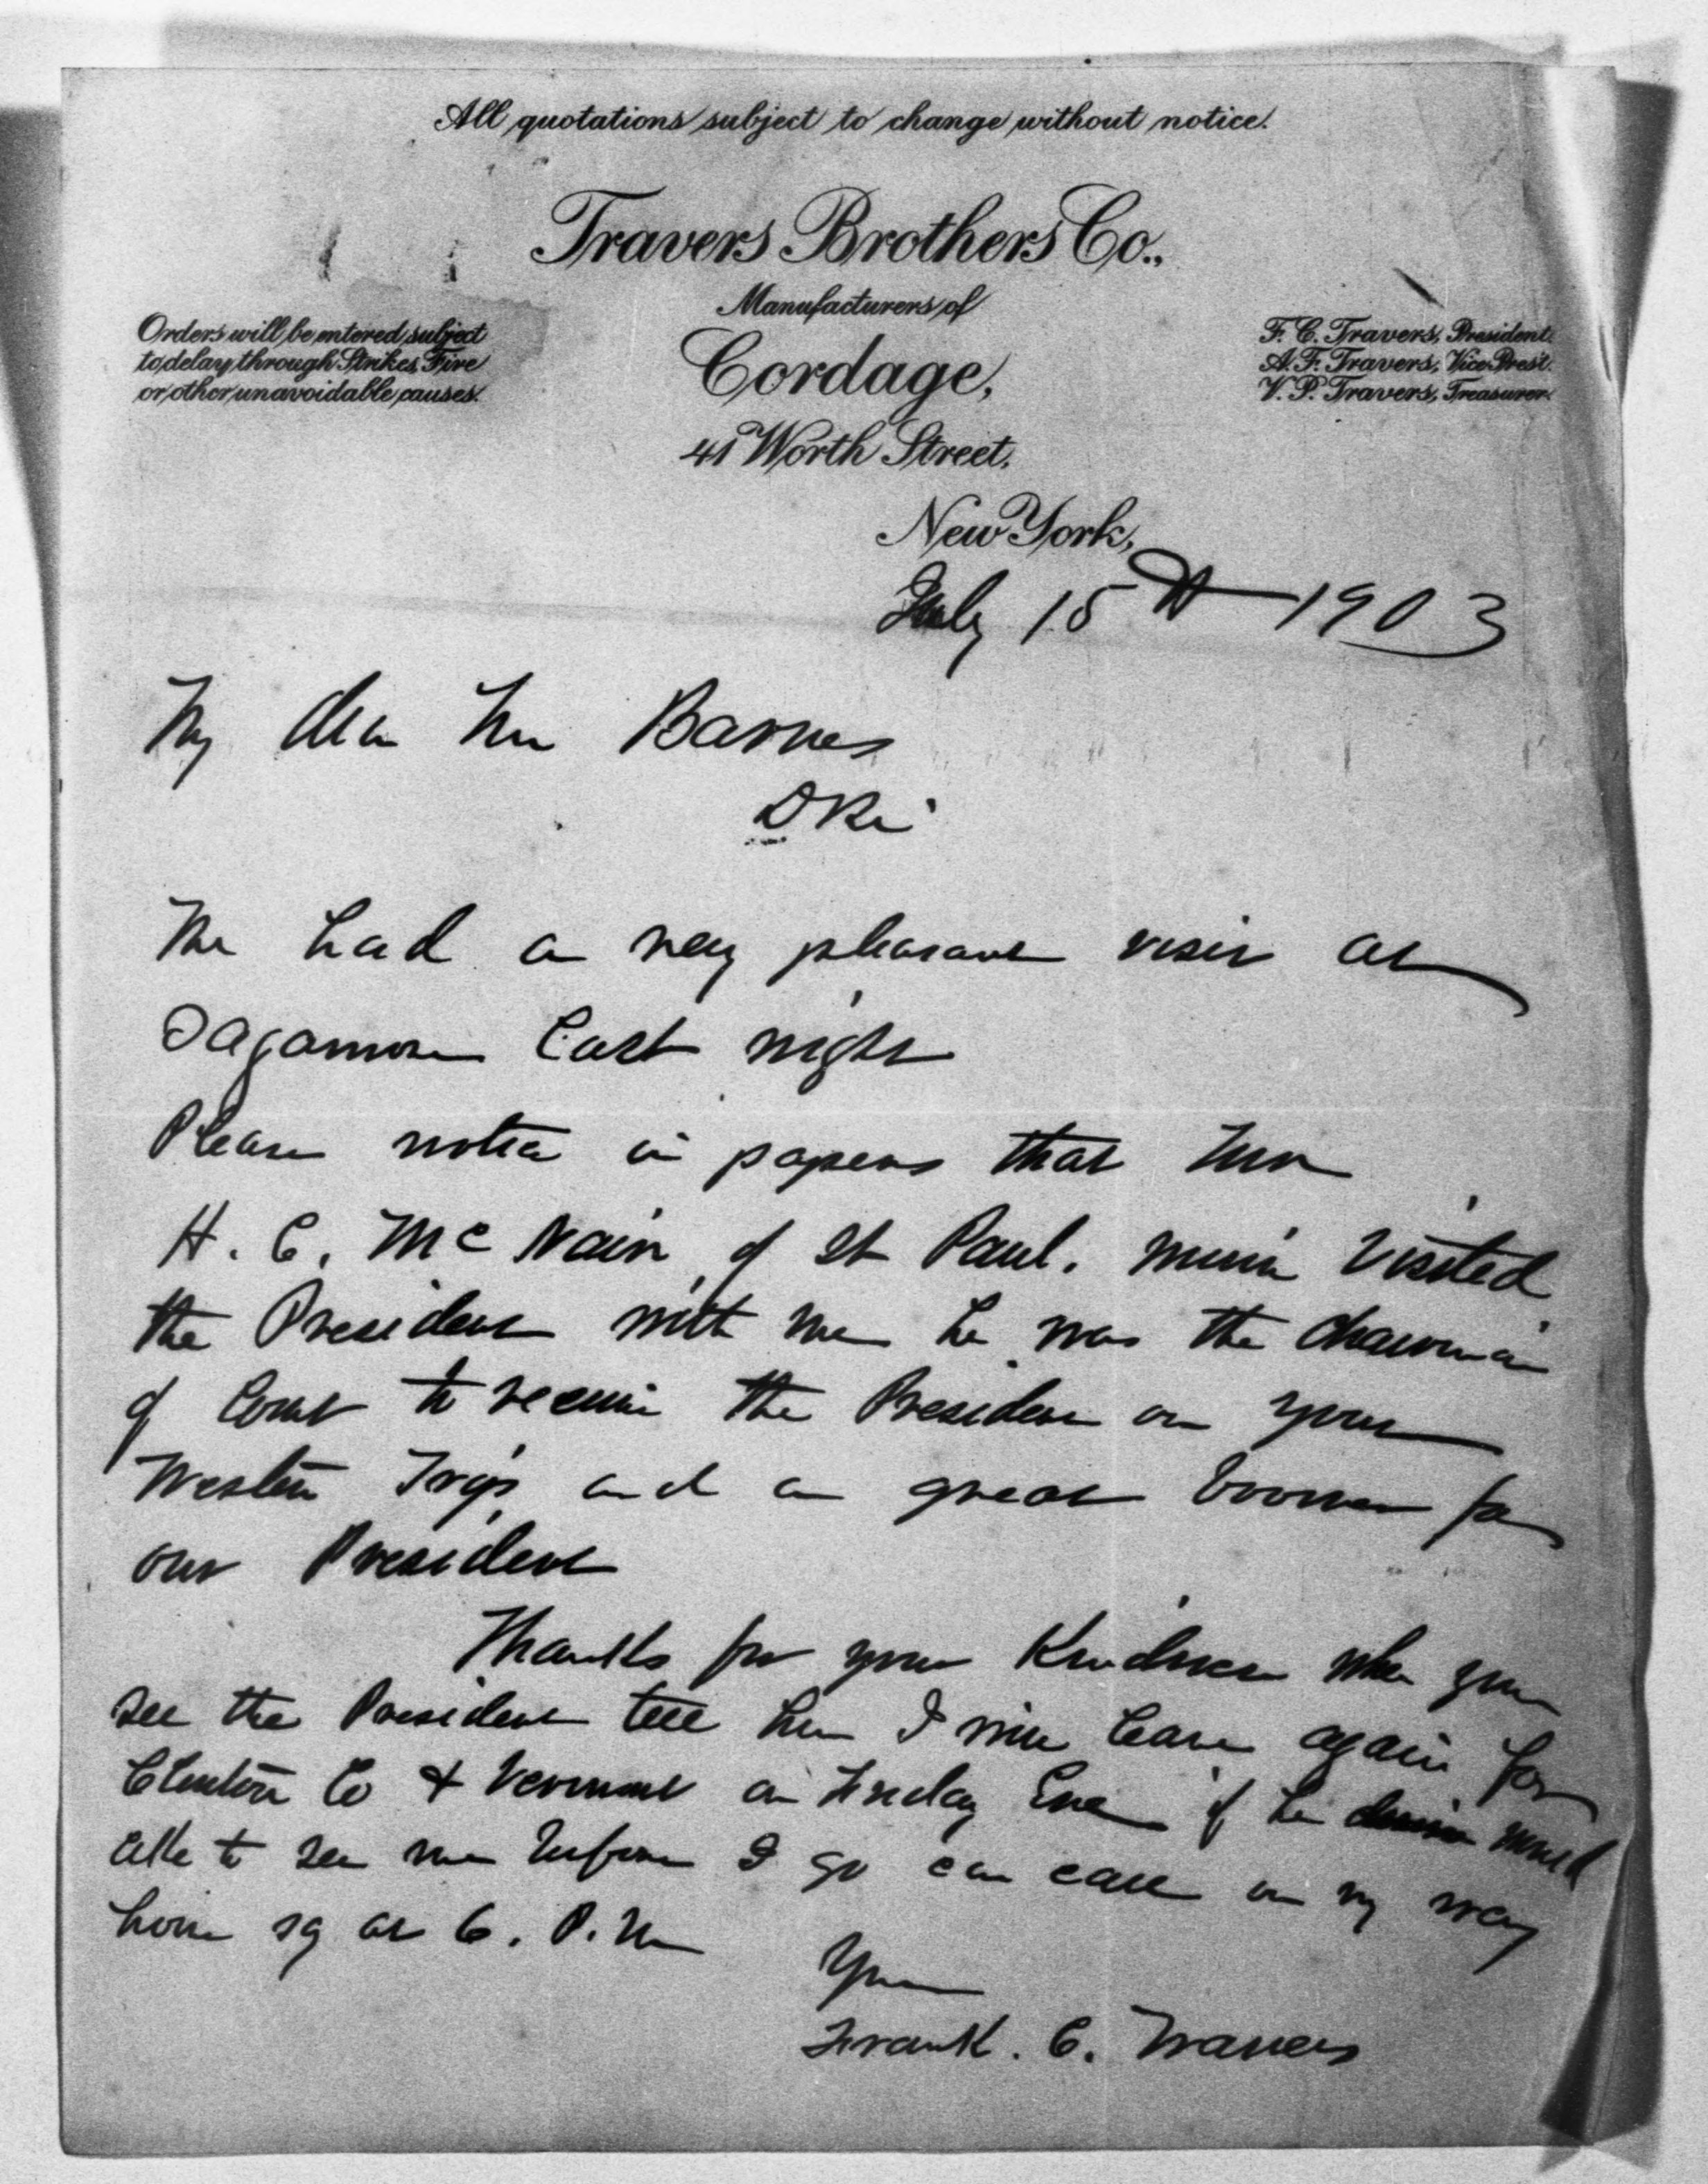 All quotations subject to change without notice.
Travers Brothers Co.,
Manufacturers of
Cordage,
41 Worth Street,
Orders will be entered subject
to delay through Strikes, Fire
or other unavoidable causes.
F. C. Travers, President.
A. F. Travers, Vice Prest.
V. P. Travers, Treasurer.
New York,
July 15th 1903
My dear Mr Barnes
We had a very pleasant visit at
Sagamore last night
Please notice in papers that Mr
H. C. McNair of St Paul. Minn visited
the President with me he was the chairman
of Comt to receive the President on your
Western Trip and a great boomer for
our President
Thanks for your Kindness when you
see the President tell him I will leave again for
Clinton Co & Vermont on Friday Eve if he would
like to see me before I go can call on my way
home say at 6. P. M
Yours
Frank. C. Travers